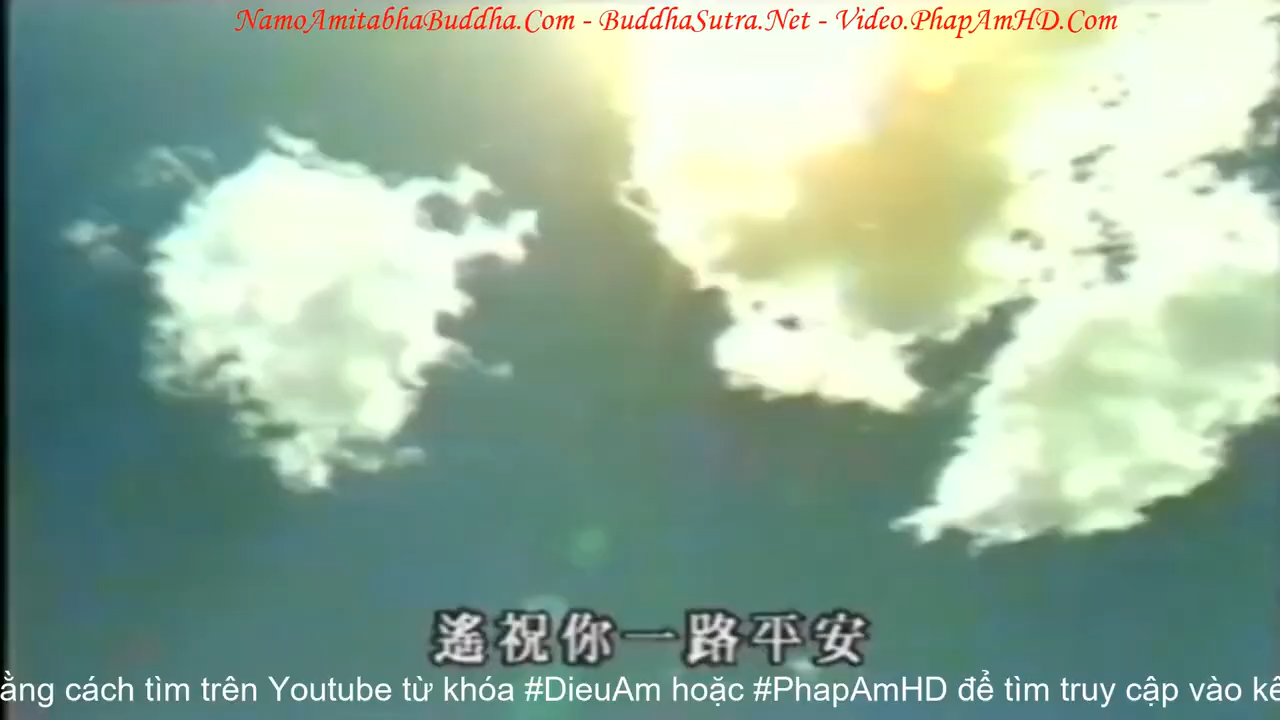 NamoAmitabhaBuddha.Com - BuddhaSutra.Net - Video.PhapAmHD.Com
遙祝你一路平安
ằng cách tìm trên Youtube từ khóa #DieuAm hoặc #PhapAmHD để tìm truy cập vào kê